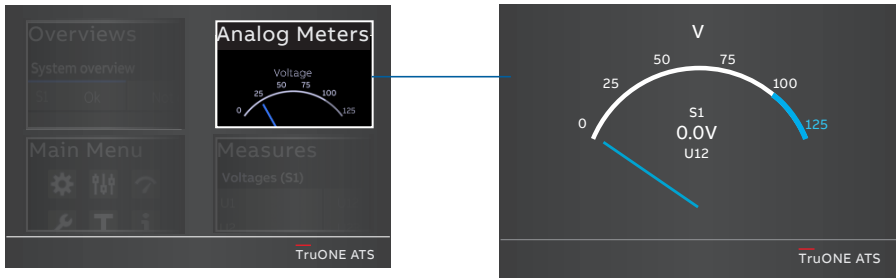 Overviews
System overview
Ok
Analog Meters
Voltage
0
25
50
75
100
125
Main Menu
Measures
Voltages (S1)
TruONE ATS
V
0
25
50
75
100
125
S1
0.0V
U12
TruONE ATS